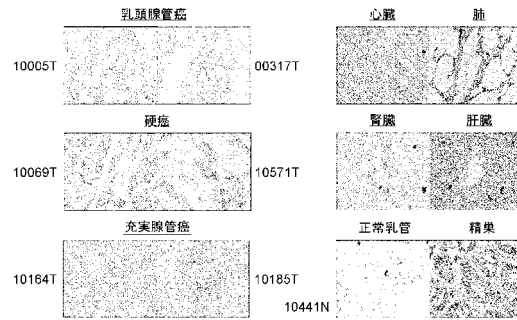 乳頭腺管癌
心臓 肺
10005T 00317T
硬癌
腎臓 肝臓
10069T 10571T
充実腺管癌
正常乳管 精巣
10164T 10185T
10441N